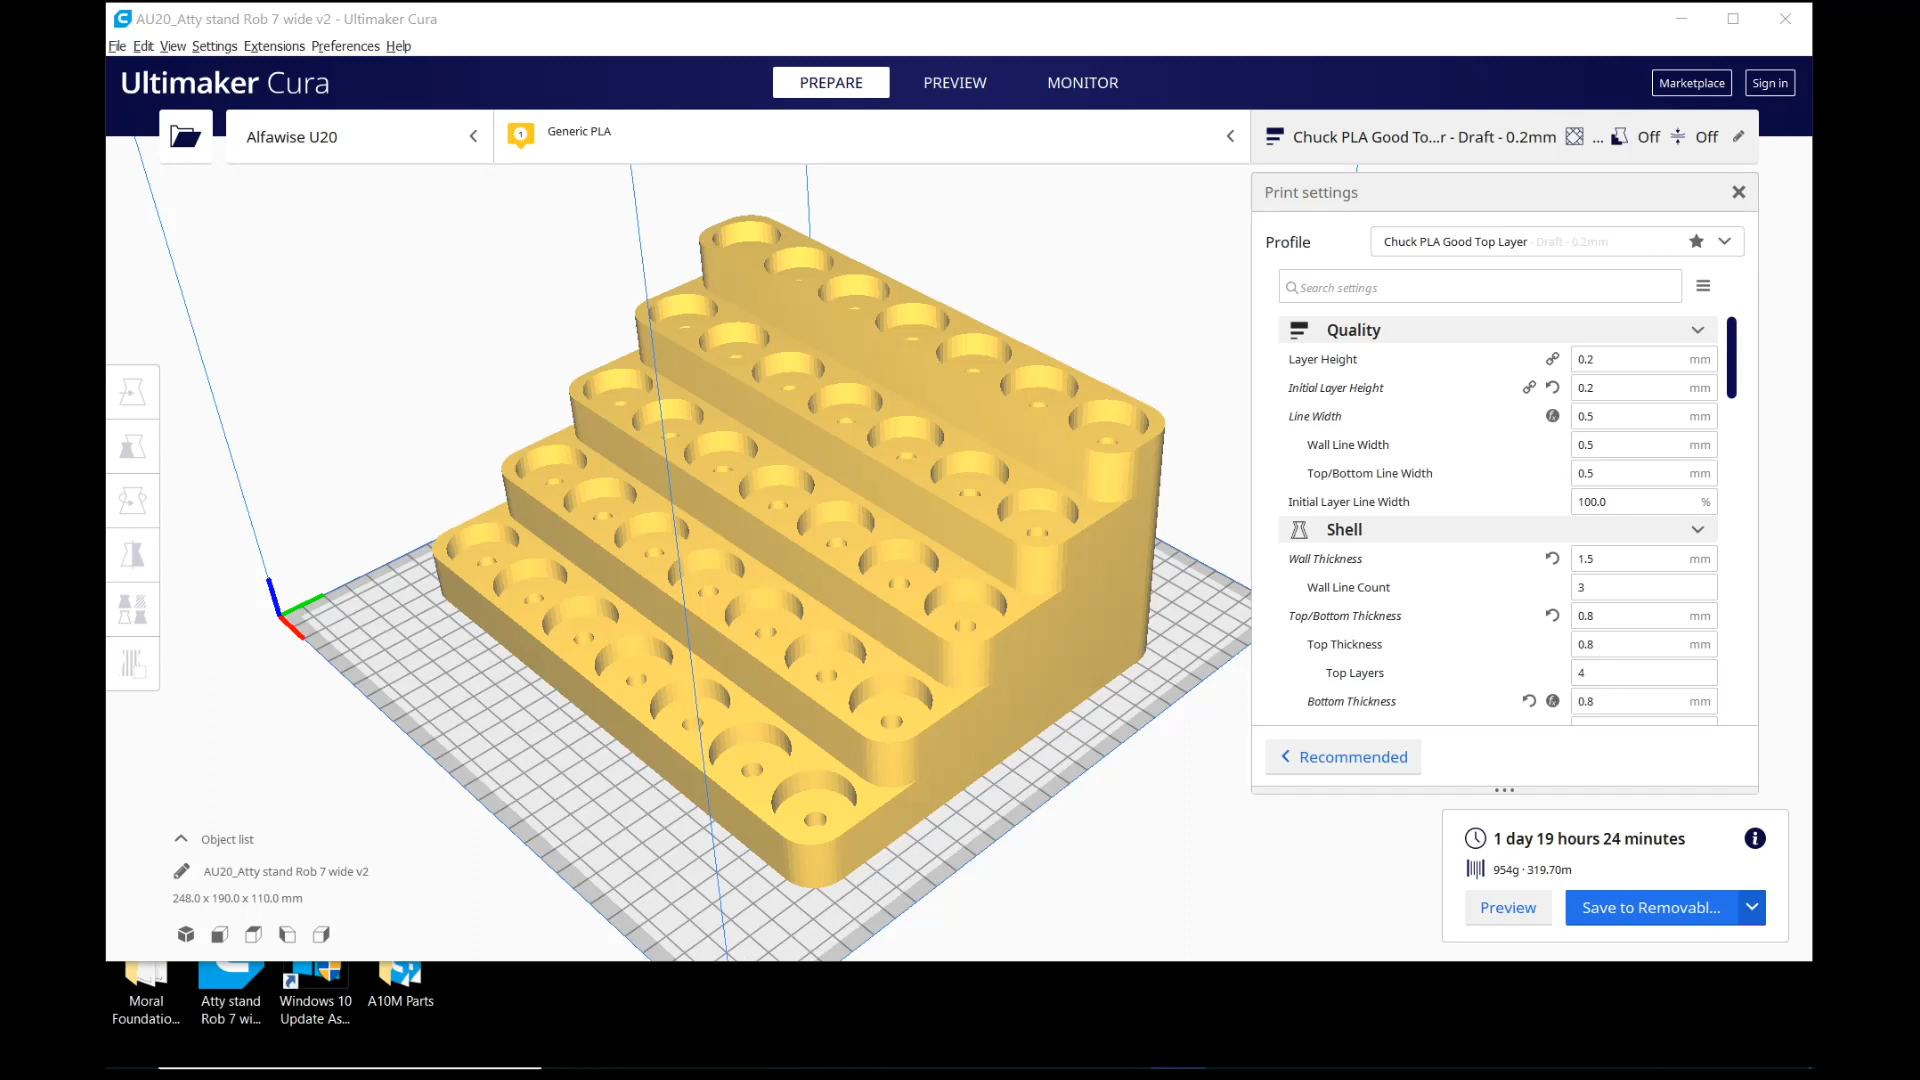 AU20_Atty stand Rob 7 wide v2 - Ultimaker Cura
File Edit View Settings Extensions Preferences Help
Ultimaker Cura
PREPARE
PREVIEW
MONITOR
Marketplace
Sign in
Alfawise U20
1
Generic PLA
Chuck PLA Good To...r - Draft - 0.2mm
...
Off
Off
Print settings
Profile
Chuck PLA Good Top Layer - Draft - 0.2mm
Search settings
Quality
Layer Height 0.2 mm
Initial Layer Height 0.2 mm
Line Width 0.5 mm
Wall Line Width 0.5 mm
Top/Bottom Line Width 0.5 mm
Initial Layer Line Width 100.0 %
Shell
Wall Thickness 1.5 mm
Wall Line Count 3
Top/Bottom Thickness 0.8 mm
Top Thickness 0.8 mm
Top Layers 4
Bottom Thickness 0.8 mm
Recommended
1 day 19 hours 24 minutes
954g · 319.70m
Preview
Save to Removabl...
Object list
AU20_Atty stand Rob 7 wide v2
248.0 x 190.0 x 110.0 mm
Moral
Foundatio...
Atty stand
Rob 7 wi...
Windows 10
Update As...
A10M Parts